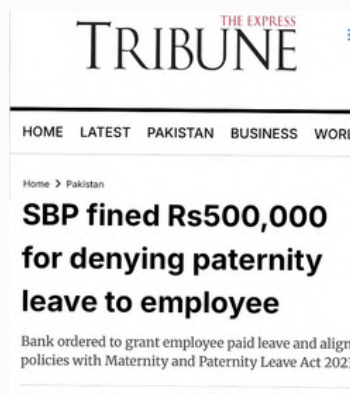 THE EXPRESS
TRIBUNE
HOME LATEST PAKISTAN BUSINESS
Home > Pakistan
SBP fined Rs500,000
for denying paternity
leave to employee
Bank ordered to grant employee paid leave and align
policies with Maternity and Paternity Leave Act